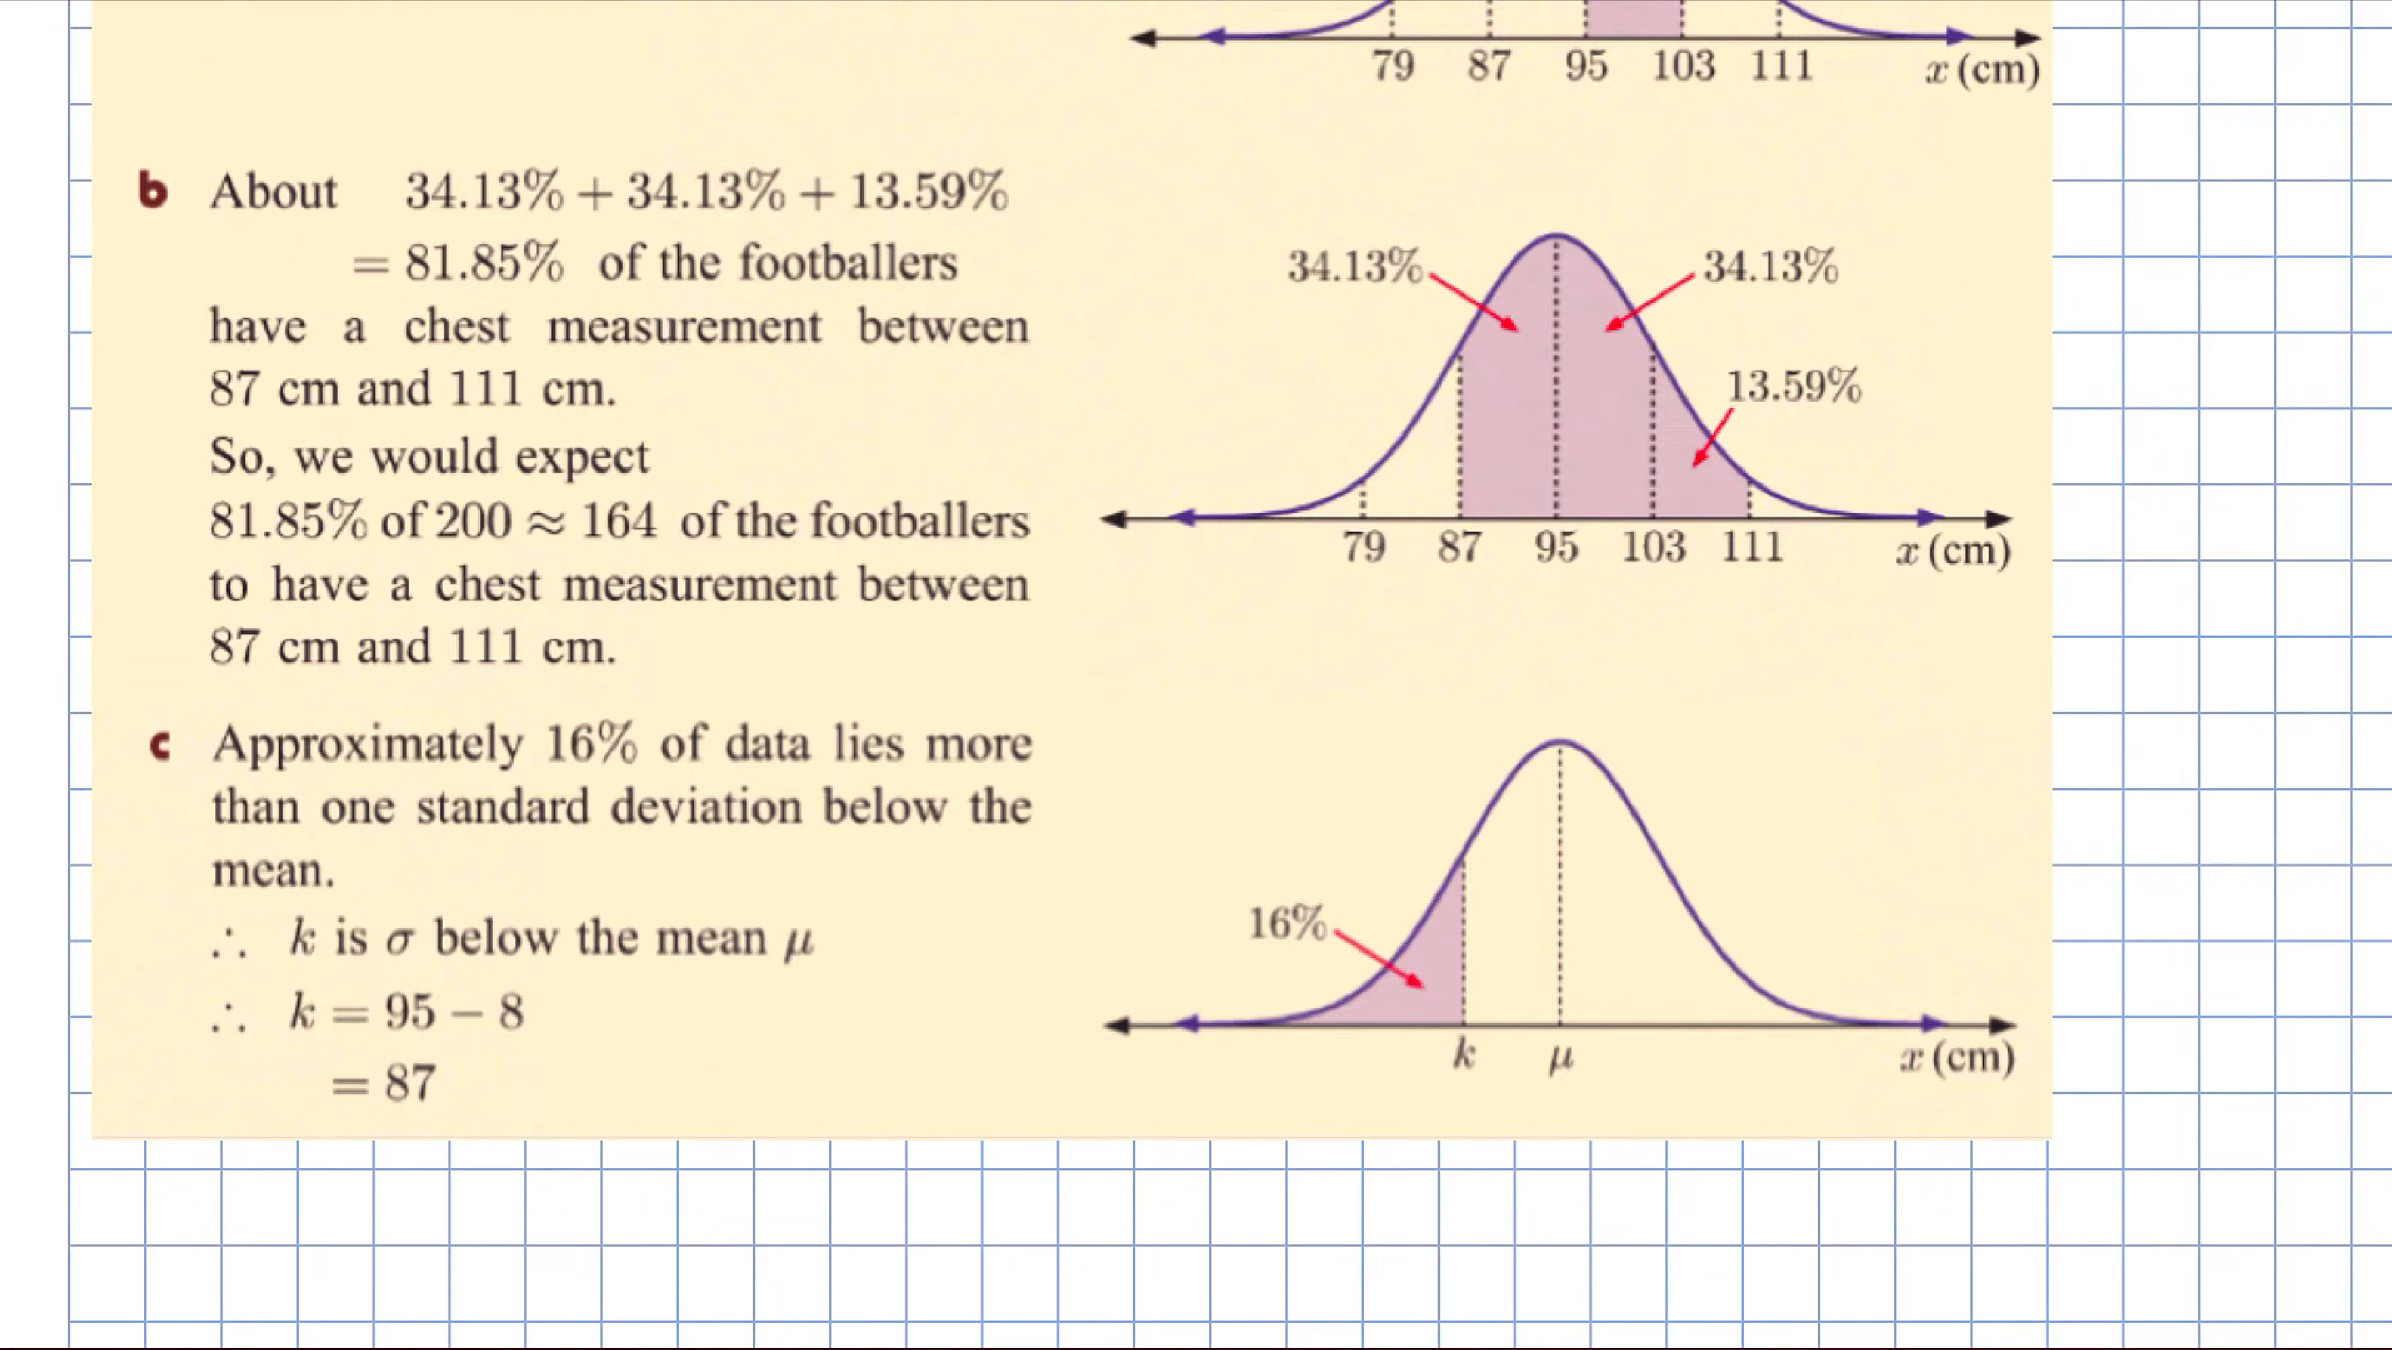 79 87 95 103 111 x (cm)
b About 34.13% + 34.13% + 13.59%
= 81.85% of the footballers
have a chest measurement between
87 cm and 111 cm.
So, we would expect
81.85% of 200 ≈ 164 of the footballers
to have a chest measurement between
87 cm and 111 cm.
34.13% 34.13%
13.59%
79 87 95 103 111 x (cm)
c Approximately 16% of data lies more
than one standard deviation below the
mean.
∴ k is σ below the mean μ
∴ k = 95 − 8
= 87
16%
k μ x (cm)